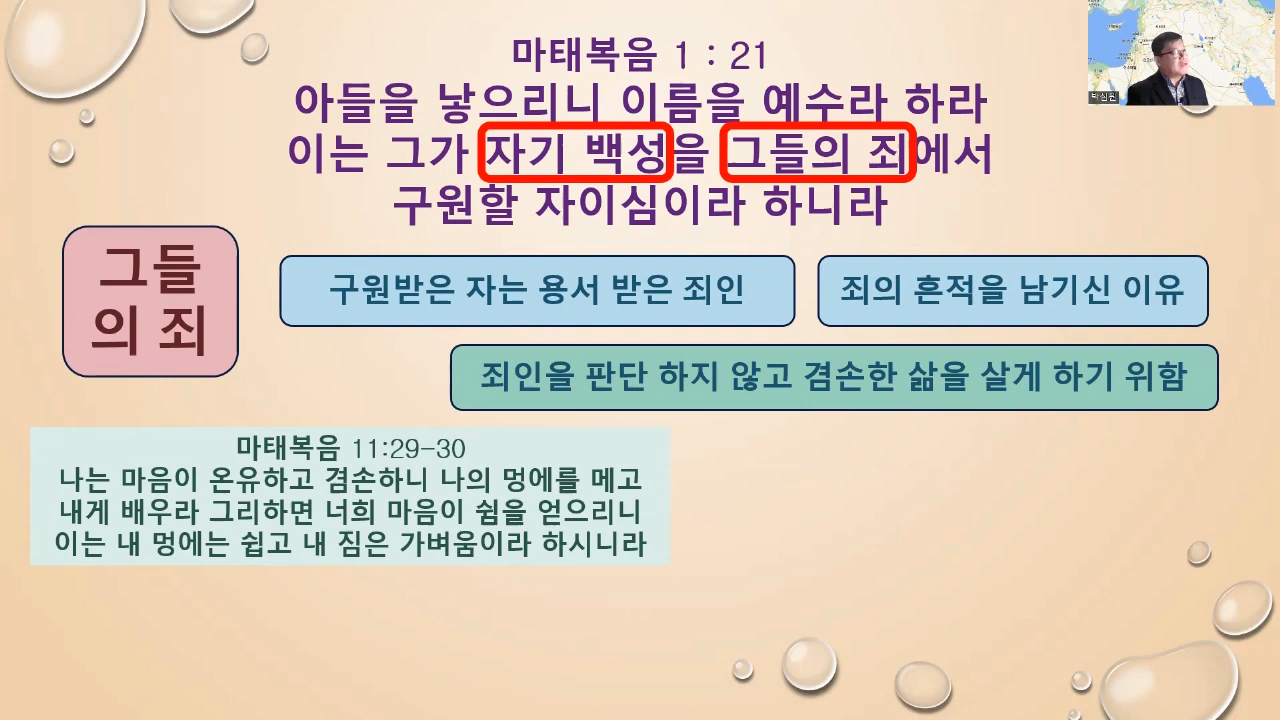 마태복음 1 : 21
아들을 낳으리니 이름을 예수라 하라
이는 그가 자기 백성을 그들의 죄에서
구원할 자이심이라 하니라
그들
의 죄
구원받은 자는 용서 받은 죄인
죄의 흔적을 남기신 이유
죄인을 판단 하지 않고 겸손한 삶을 살게 하기 위함
마태복음 11:29-30
나는 마음이 온유하고 겸손하니 나의 멍에를 메고
내게 배우라 그리하면 너희 마음이 쉼을 얻으리니
이는 내 멍에는 쉽고 내 짐은 가벼움이라 하시니라